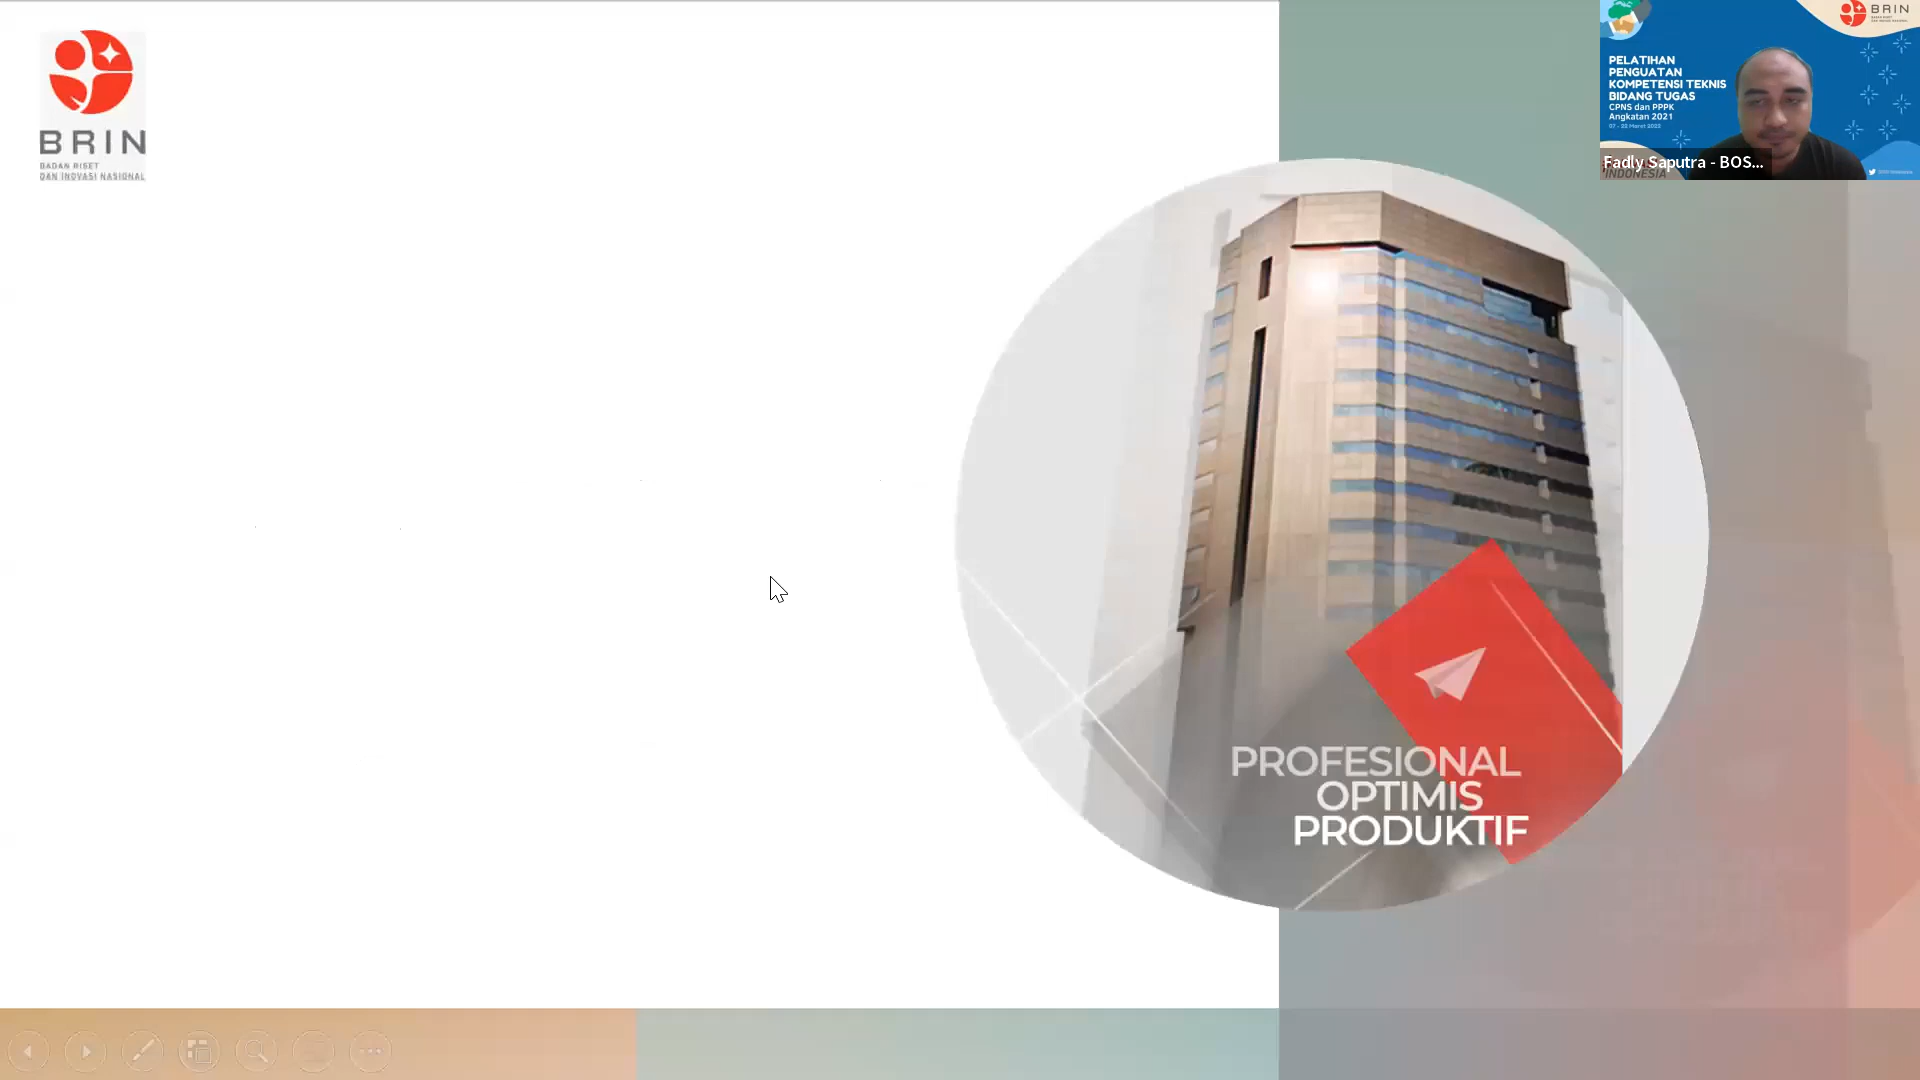 BRIN
BADAN RISET
DAN INOVASI NASIONAL
BRIN
PELATIHAN
PENGUATAN
KOMPETENSI TEKNIS
BIDANG TUGAS
CPNS dan PPPK
Angkatan 2021
Fadly Saputra - BOS...
INDONESIA
PROFESIONAL
OPTIMIS
PRODUKTIF